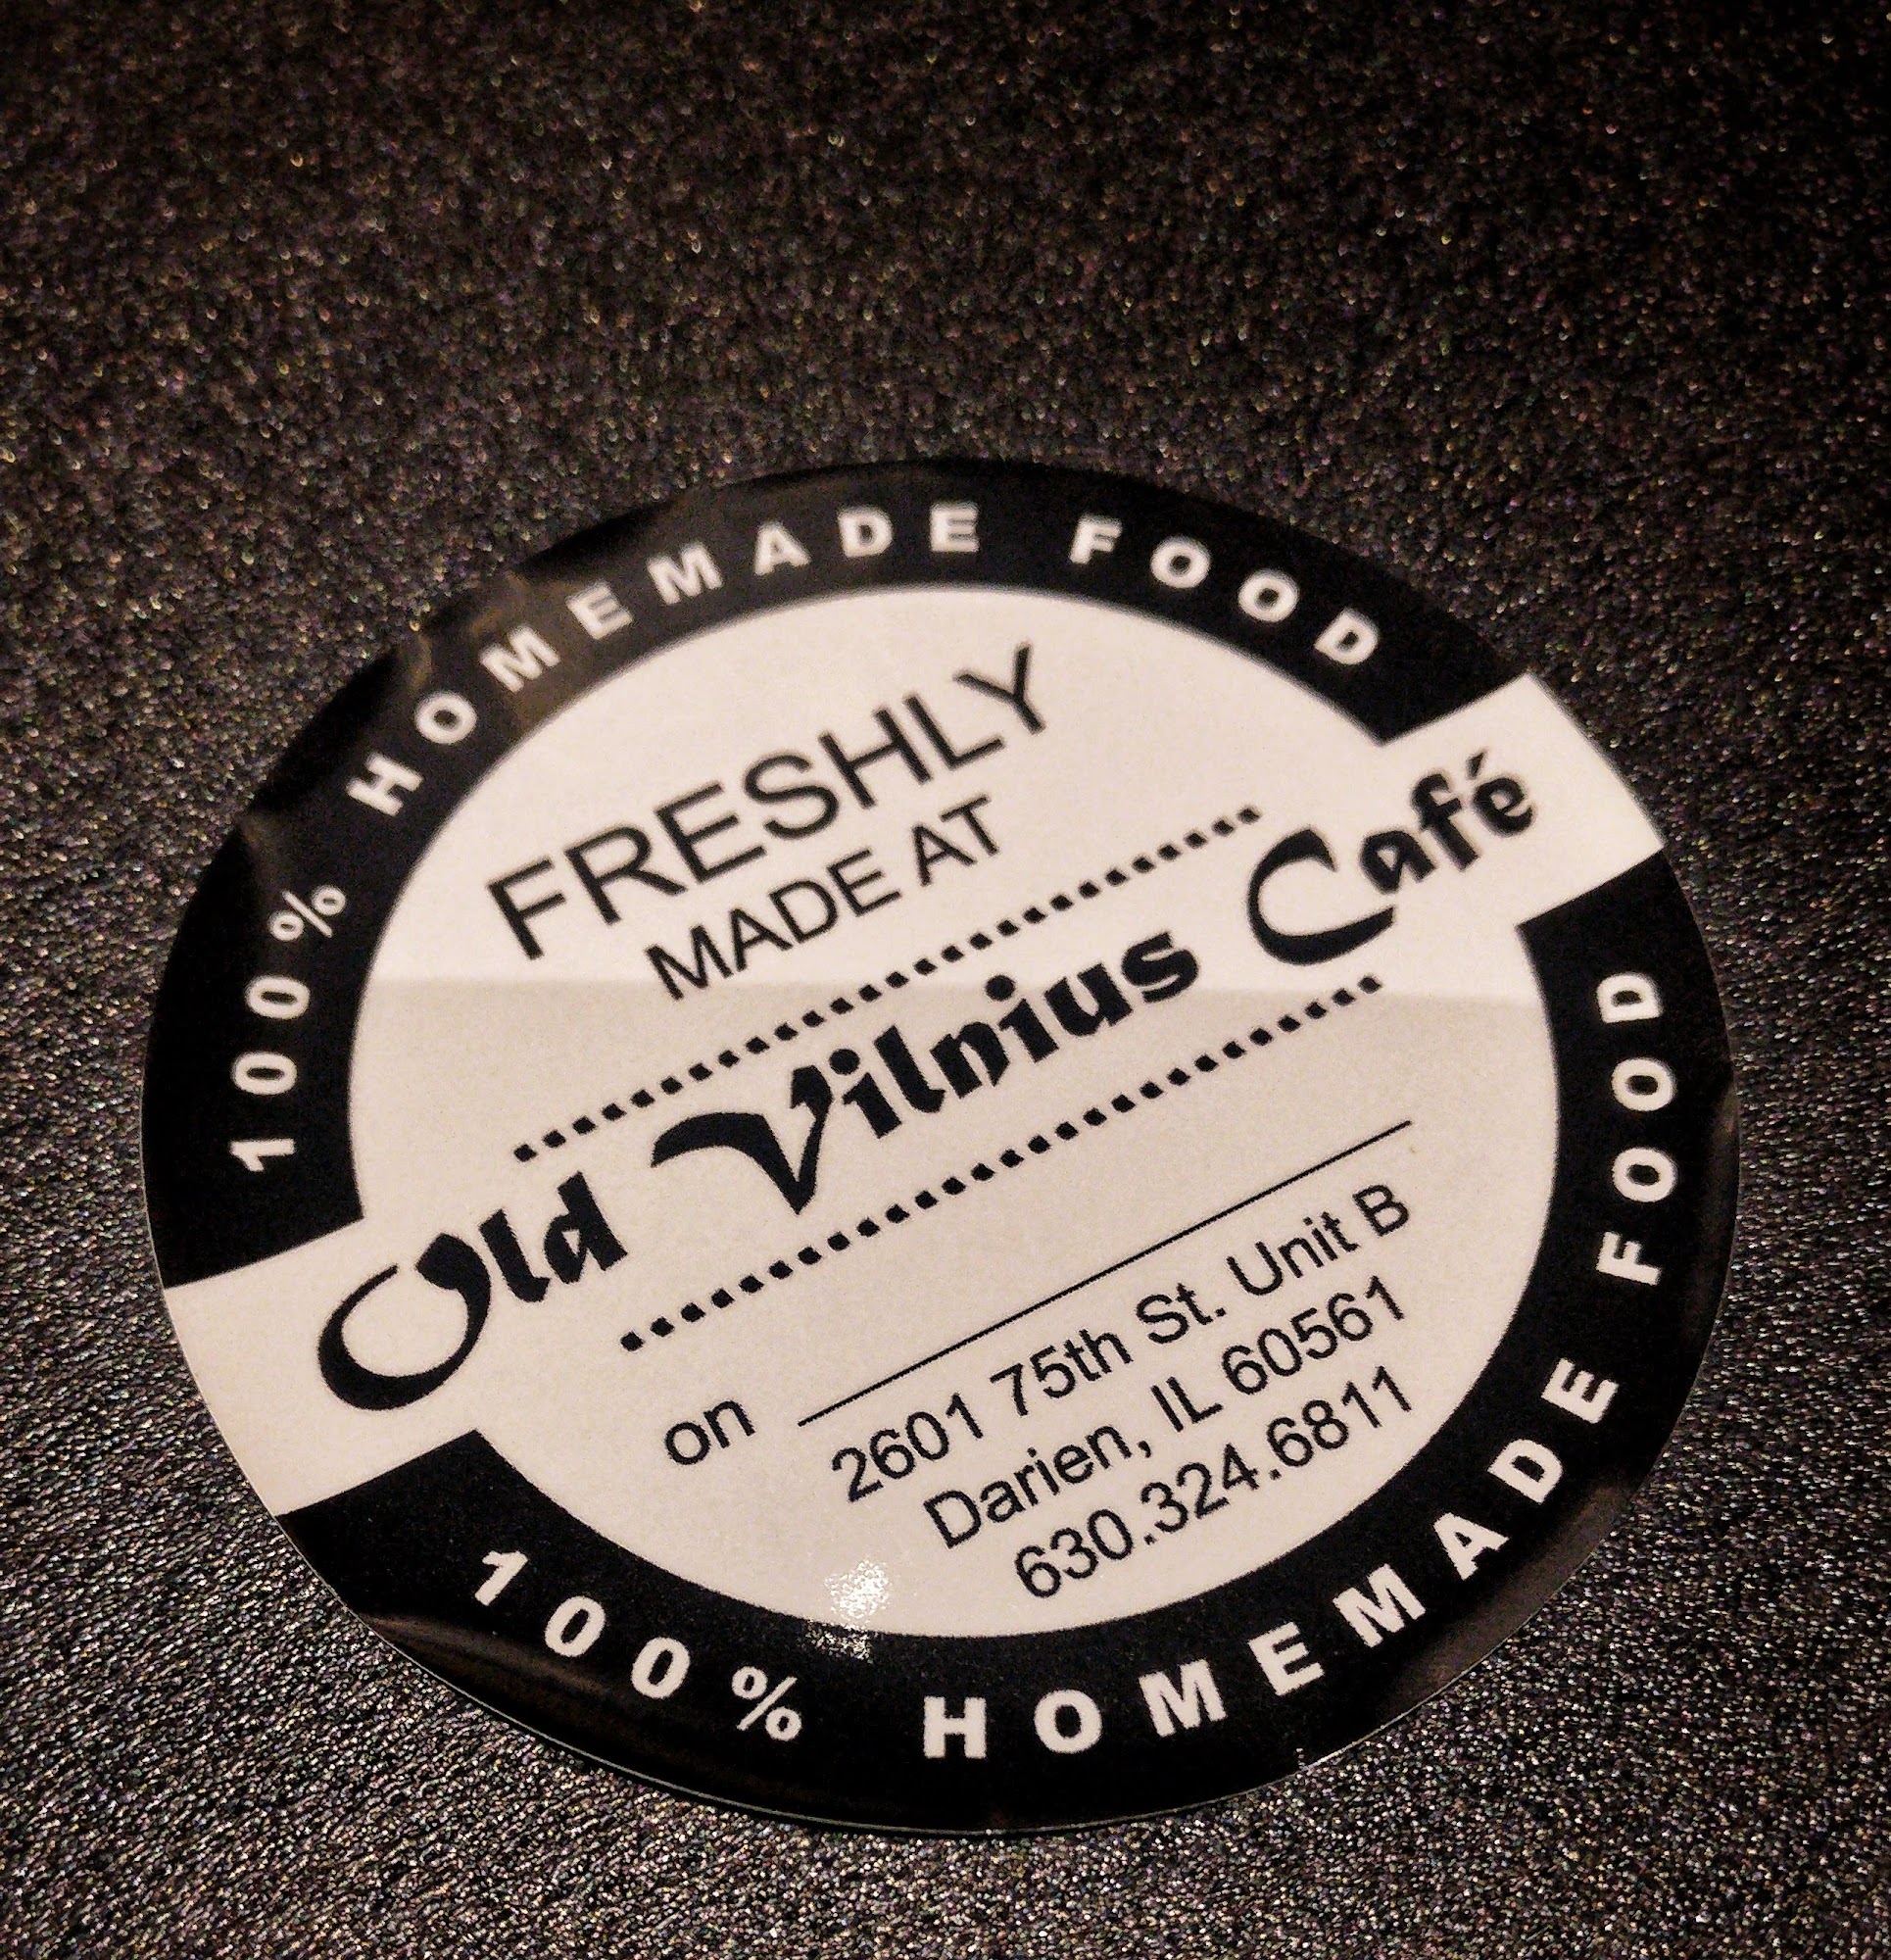 100% HOMEMADE FOOD
FRESHLY
MADE AT
Old Vilnius Café
on
2601 75th St. Unit B
Darien, IL 60561
630.324.6811
100% HOMEMADE FOOD